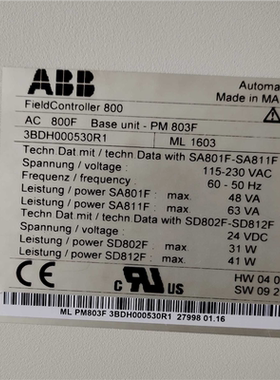 ABB
Automa
Made in MA
FieldController 800
AC 800F Base unit - PM 803F
3BDH000530R1 ML 1603
Techn Dat mit / techn Data with SA801F-SA811F
Spannung / voltage : 115-230 VAC
Frequenz / frequency : 60 - 50 Hz
Leistung / power SA801F : max. 48 VA
Leistung / power SA811F : max. 63 VA
Techn Dat mit / techn Data with SD802F-SD812F
Spannung / voltage : 24 VDC
Leistung / power SD802F : max. 31 W
Leistung / power SD812F : max. 41 W
CE
C UL US
HW 04 0
SW 09 2
ML PM803F 3BDH000530R1 27998 01.16